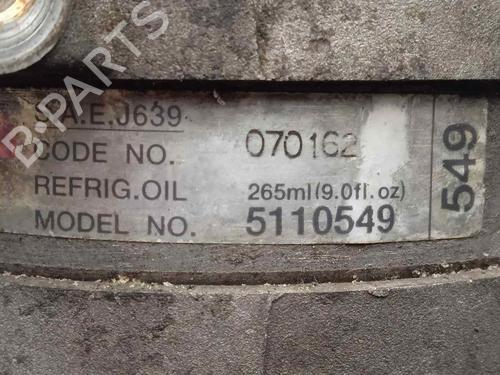 S.A.E.J639
CODE NO. 070162
REFRIG.OIL 265ml(9.0fl.oz)
MODEL NO. 5110549
549
B-PARTS